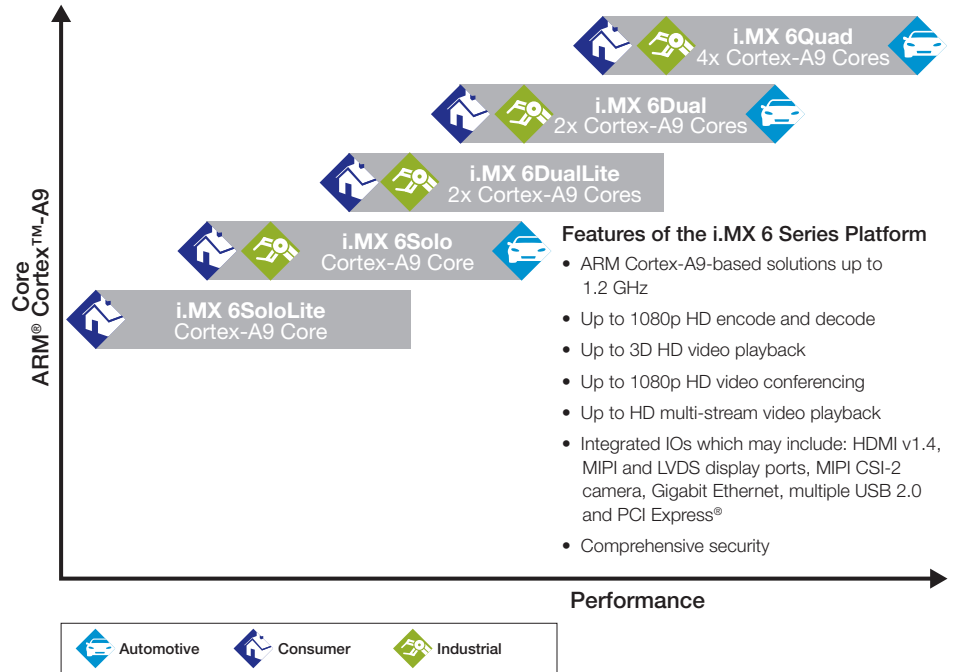 i.MX 6Quad
4x Cortex-A9 Cores
i.MX 6Dual
2x Cortex-A9 Cores
i.MX 6DualLite
2x Cortex-A9 Cores
i.MX 6Solo
Cortex-A9 Core
i.MX 6SoloLite
Cortex-A9 Core
Core
ARM® Cortex™-A9
Features of the i.MX 6 Series Platform
• ARM Cortex-A9-based solutions up to
1.2 GHz
• Up to 1080p HD encode and decode
• Up to 3D HD video playback
• Up to 1080p HD video conferencing
• Up to HD multi-stream video playback
• Integrated IOs which may include: HDMI v1.4,
MIPI and LVDS display ports, MIPI CSI-2
camera, Gigabit Ethernet, multiple USB 2.0
and PCI Express®
• Comprehensive security
Performance
Automotive
Consumer
Industrial